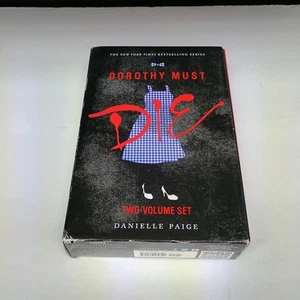 THE NEW YORK TIMES BESTSELLING SERIES
DOROTHY MUST
DIE
TWO-VOLUME SET
DANIELLE PAIGE